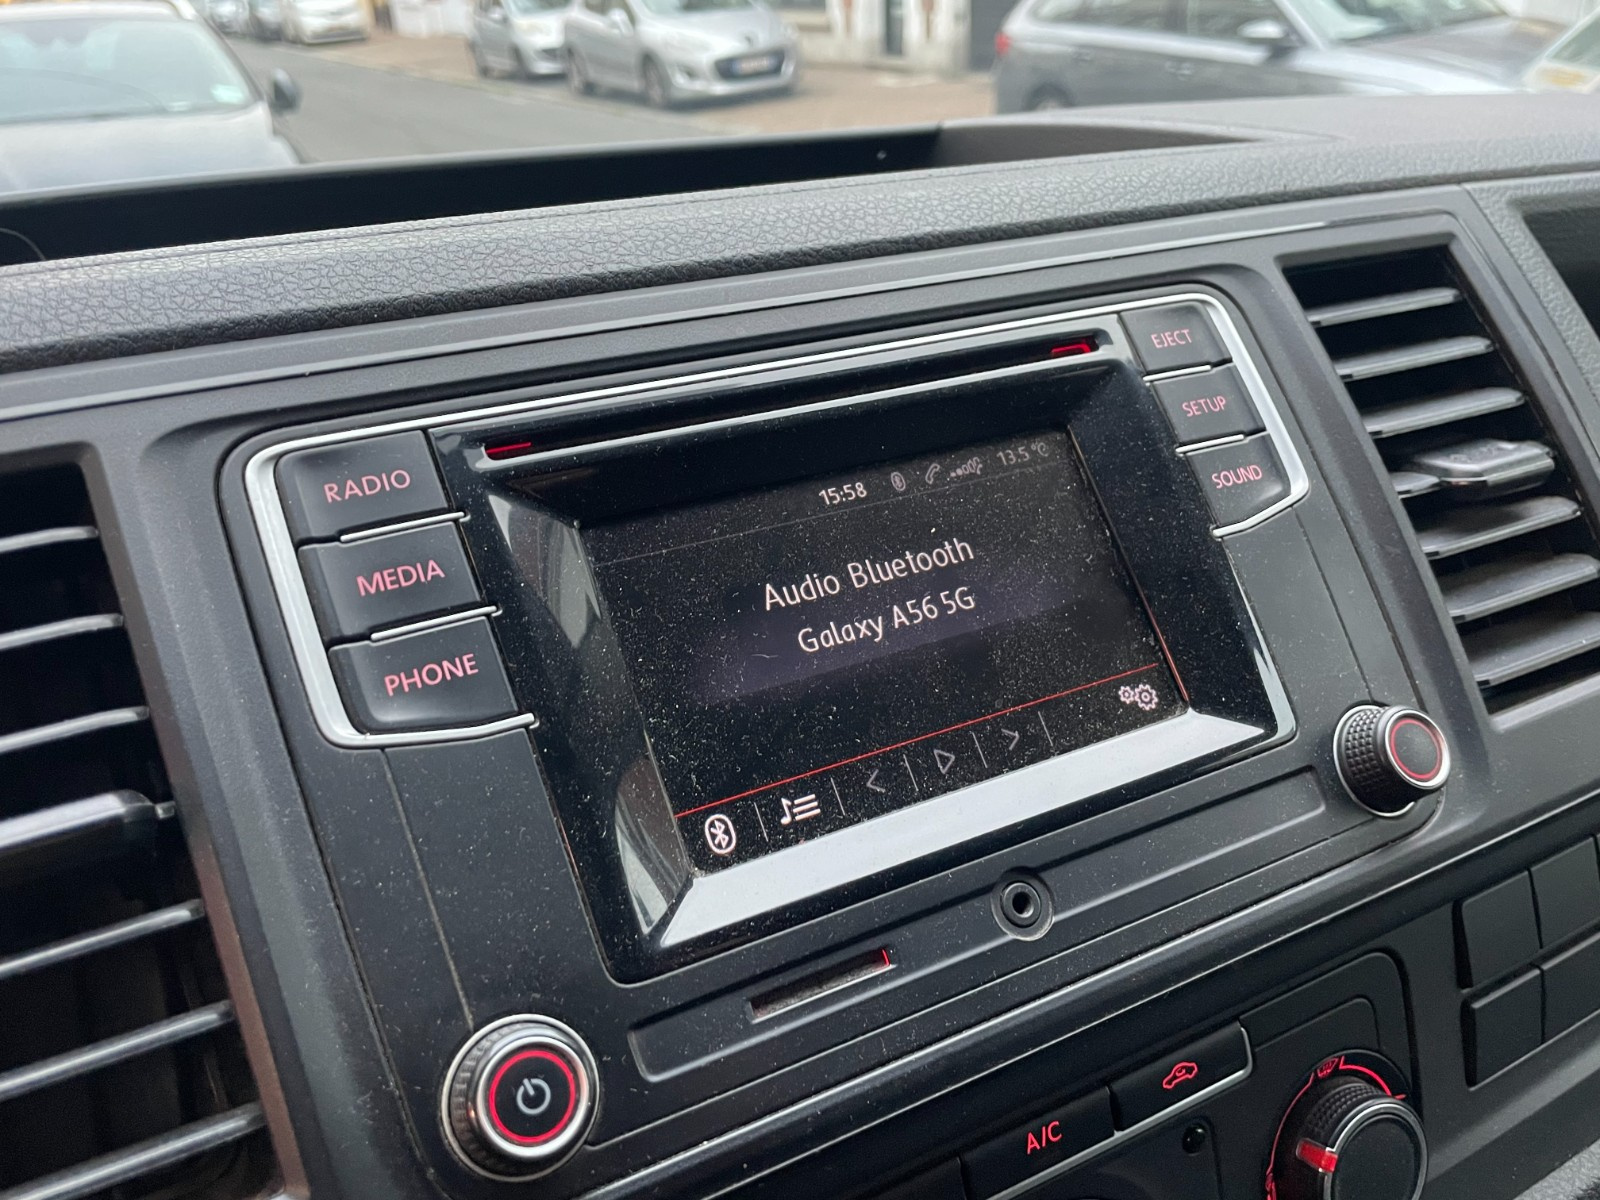 EJECT
SETUP
SOUND
RADIO
MEDIA
PHONE
15:58
13.5 °C
Audio Bluetooth
Galaxy A56 5G
A/C